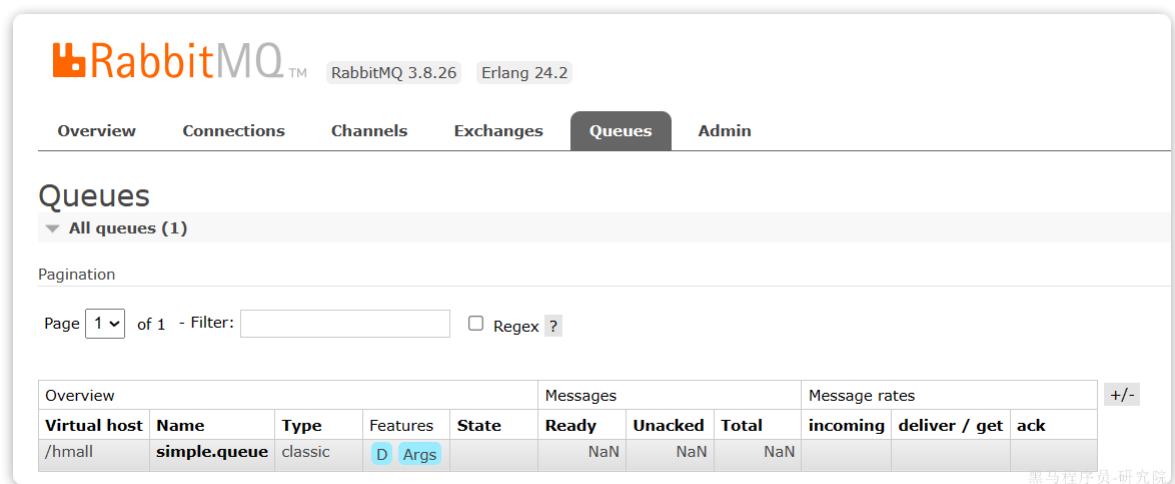 RabbitMQ TM RabbitMQ 3.8.26 Erlang 24.2
Overview Connections Channels Exchanges Queues Admin
Queues
All queues (1)
Pagination
Page 1 of 1 - Filter: Regex ?
Overview Messages Message rates +/-
Virtual host Name Type Features State Ready Unacked Total incoming deliver / get ack
/hmall simple.queue classic D Args NaN NaN NaN
黑马程序员-研究院